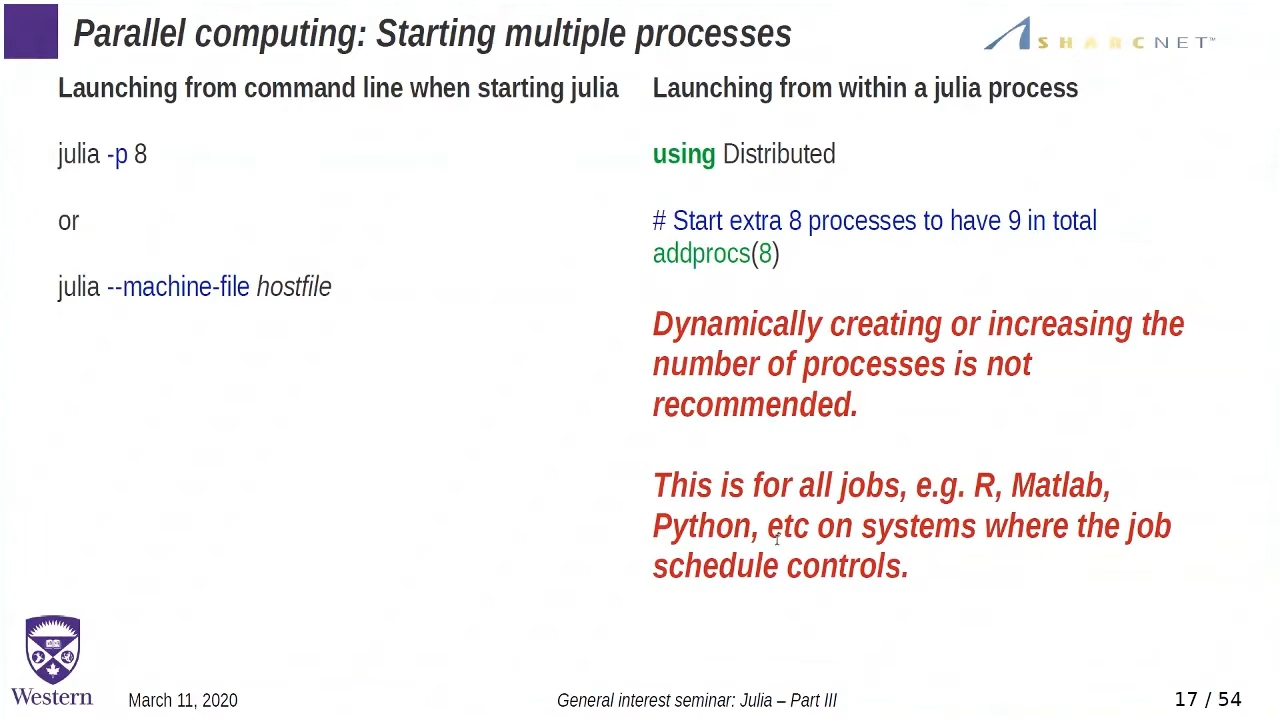 Parallel computing: Starting multiple processes
SHARCNET™
Launching from command line when starting julia
julia -p 8
or
julia --machine-file hostfile
Launching from within a julia process
using Distributed
# Start extra 8 processes to have 9 in total
addprocs(8)
Dynamically creating or increasing the
number of processes is not
recommended.
This is for all jobs, e.g. R, Matlab,
Python, etc on systems where the job
schedule controls.
Western
March 11, 2020
General interest seminar: Julia – Part III
17 / 54